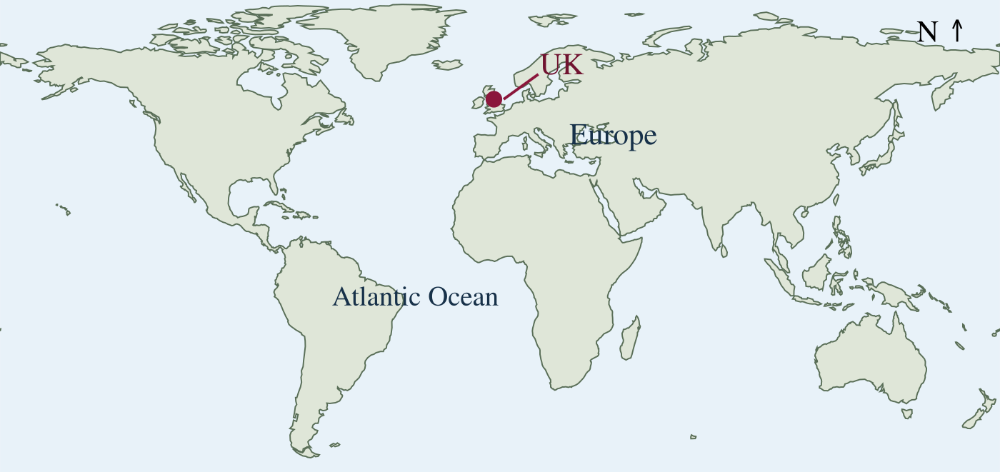 N ↑
UK
Europe
Atlantic Ocean